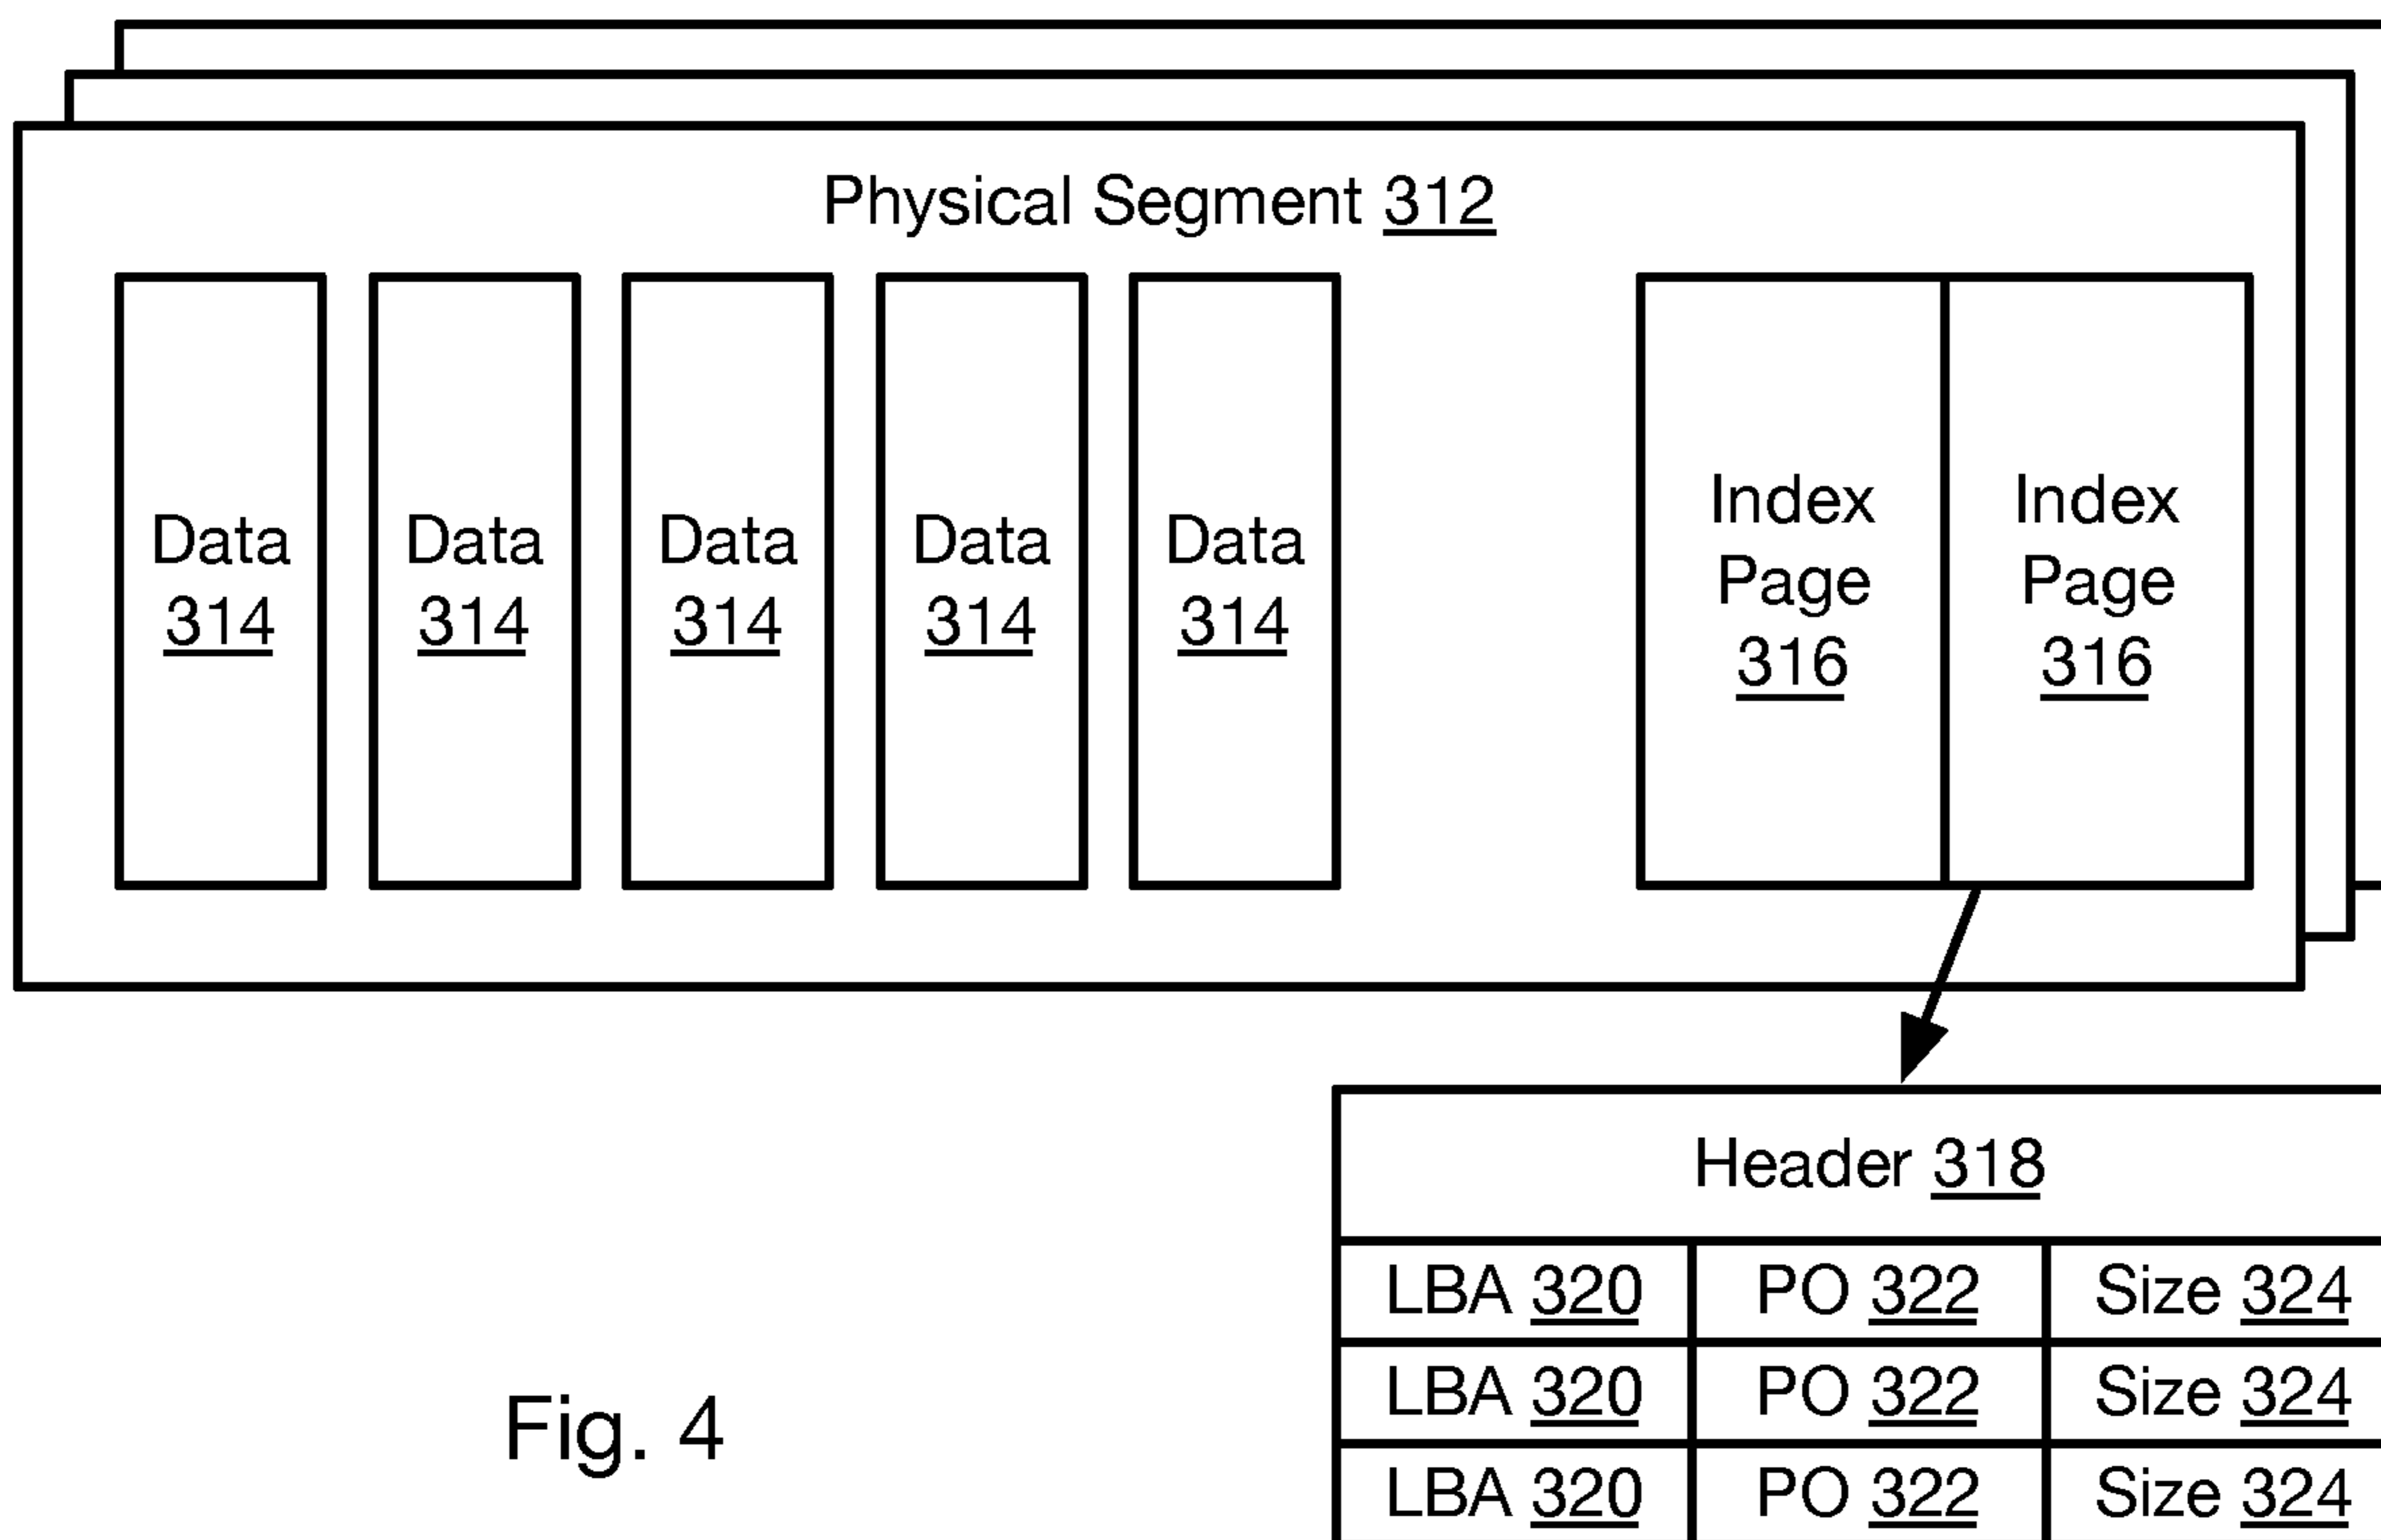 Physical Segment 312
Data
314
Data
314
Data
314
Data
314
Data
314
Index
Page
316
Index
Page
316
Header 318
LBA 320 PO 322 Size 324
LBA 320 PO 322 Size 324
LBA 320 PO 322 Size 324
Fig. 4